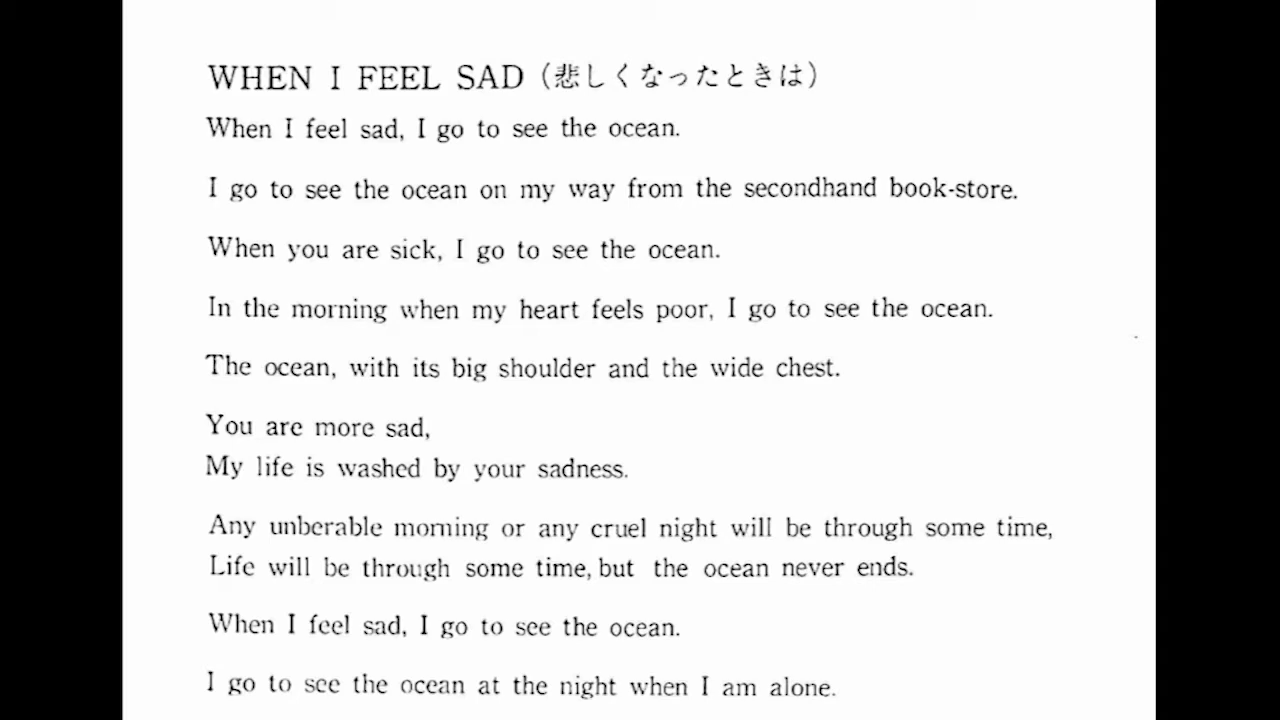 WHEN I FEEL SAD (悲しくなったときは)
When I feel sad, I go to see the ocean.
I go to see the ocean on my way from the secondhand book-store.
When you are sick, I go to see the ocean.
In the morning when my heart feels poor, I go to see the ocean.
The ocean, with its big shoulder and the wide chest.
You are more sad,
My life is washed by your sadness.
Any unberable morning or any cruel night will be through some time,
Life will be through some time, but the ocean never ends.
When I feel sad, I go to see the ocean.
I go to see the ocean at the night when I am alone.